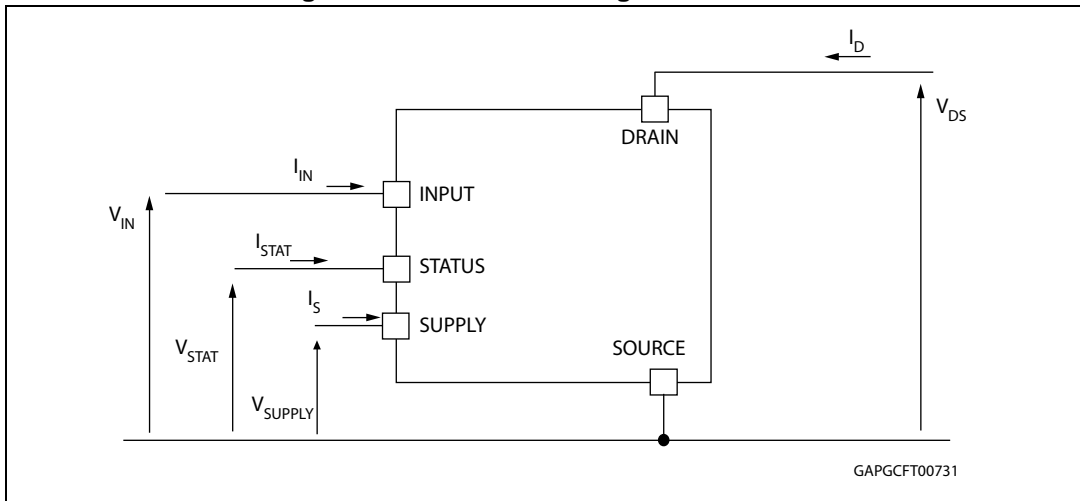 I_D
V_DS
DRAIN
I_IN
INPUT
V_IN
I_STAT
STATUS
I_S
SUPPLY
V_STAT
SOURCE
V_SUPPLY
GAPGCFT00731